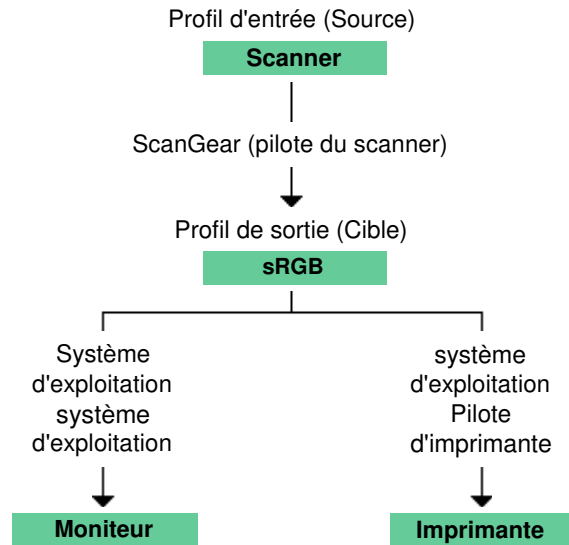 Profil d'entrée (Source)
Scanner
ScanGear (pilote du scanner)
Profil de sortie (Cible)
sRGB
Système
d'exploitation
système
d'exploitation
Moniteur
système
d'exploitation
Pilote
d'imprimante
Imprimante